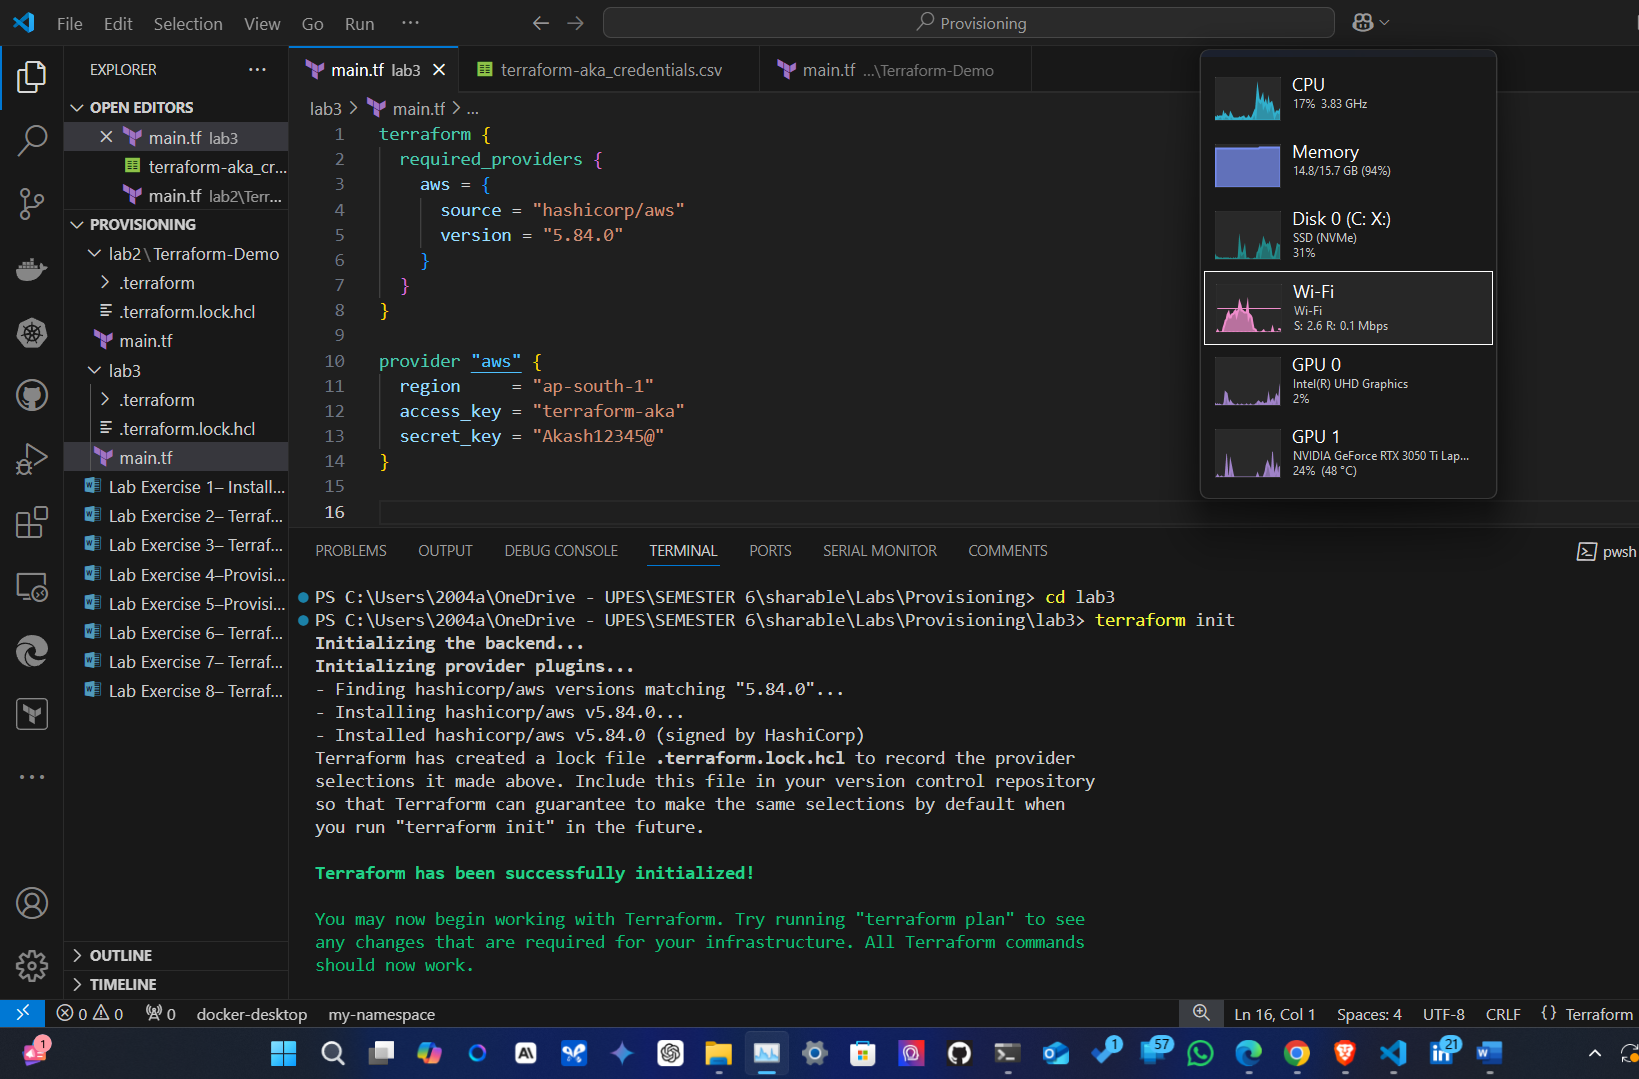 File Edit Selection View Go Run ···
Provisioning
EXPLORER
OPEN EDITORS
main.tf lab3
terraform-aka_cr...
main.tf lab2\Terr...
PROVISIONING
lab2\Terraform-Demo
.terraform
.terraform.lock.hcl
main.tf
lab3
.terraform
.terraform.lock.hcl
main.tf
Lab Exercise 1– Install...
Lab Exercise 2– Terraf...
Lab Exercise 3– Terraf...
Lab Exercise 4–Provisi...
Lab Exercise 5–Provisi...
Lab Exercise 6– Terraf...
Lab Exercise 7– Terraf...
Lab Exercise 8– Terraf...
OUTLINE
TIMELINE
main.tf lab3
terraform-aka_credentials.csv
main.tf ...\Terraform-Demo
lab3 > main.tf > ...
1 terraform {
2 required_providers {
3 aws = {
4 source = "hashicorp/aws"
5 version = "5.84.0"
6 }
7 }
8 }
9
10 provider "aws" {
11 region = "ap-south-1"
12 access_key = "terraform-aka"
13 secret_key = "Akash12345@"
14 }
15
16
CPU
17% 3.83 GHz
Memory
14.8/15.7 GB (94%)
Disk 0 (C: X:)
SSD (NVMe)
31%
Wi-Fi
Wi-Fi
S: 2.6 R: 0.1 Mbps
GPU 0
Intel(R) UHD Graphics
2%
GPU 1
NVIDIA GeForce RTX 3050 Ti Lap...
24% (48 °C)
PROBLEMS OUTPUT DEBUG CONSOLE TERMINAL PORTS SERIAL MONITOR COMMENTS
pwsh
PS C:\Users\2004a\OneDrive - UPES\SEMESTER 6\sharable\Labs\Provisioning> cd lab3
PS C:\Users\2004a\OneDrive - UPES\SEMESTER 6\sharable\Labs\Provisioning\lab3> terraform init
Initializing the backend...
Initializing provider plugins...
- Finding hashicorp/aws versions matching "5.84.0"...
- Installing hashicorp/aws v5.84.0...
- Installed hashicorp/aws v5.84.0 (signed by HashiCorp)
Terraform has created a lock file .terraform.lock.hcl to record the provider
selections it made above. Include this file in your version control repository
so that Terraform can guarantee to make the same selections by default when
you run "terraform init" in the future.
Terraform has been successfully initialized!
You may now begin working with Terraform. Try running "terraform plan" to see
any changes that are required for your infrastructure. All Terraform commands
should now work.
0 0 0 docker-desktop my-namespace
Ln 16, Col 1 Spaces: 4 UTF-8 CRLF {} Terraform
1 1 57 21